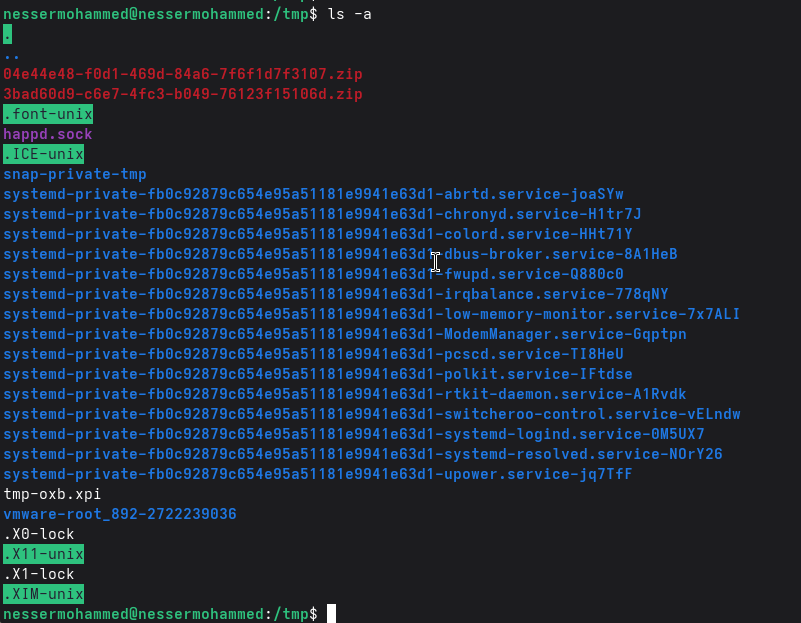 nessermohammed@nessermohammed:/tmp$ ls -a
.
..
04e44e48-f0d1-469d-84a6-7f6f1d7f3107.zip
3bad60d9-c6e7-4fc3-b049-76123f15106d.zip
.font-unix
happd.sock
.ICE-unix
snap-private-tmp
systemd-private-fb0c92879c654e95a51181e9941e63d1-abrtd.service-joaSYw
systemd-private-fb0c92879c654e95a51181e9941e63d1-chronyd.service-H1tr7J
systemd-private-fb0c92879c654e95a51181e9941e63d1-colord.service-HHt71Y
systemd-private-fb0c92879c654e95a51181e9941e63d1-dbus-broker.service-8A1HeB
systemd-private-fb0c92879c654e95a51181e9941e63d1-fwupd.service-Q880c0
systemd-private-fb0c92879c654e95a51181e9941e63d1-irqbalance.service-778qNY
systemd-private-fb0c92879c654e95a51181e9941e63d1-low-memory-monitor.service-7x7ALI
systemd-private-fb0c92879c654e95a51181e9941e63d1-ModemManager.service-Gqptpn
systemd-private-fb0c92879c654e95a51181e9941e63d1-pcscd.service-TI8HeU
systemd-private-fb0c92879c654e95a51181e9941e63d1-polkit.service-IFtdse
systemd-private-fb0c92879c654e95a51181e9941e63d1-rtkit-daemon.service-A1Rvdk
systemd-private-fb0c92879c654e95a51181e9941e63d1-switcheroo-control.service-vELndw
systemd-private-fb0c92879c654e95a51181e9941e63d1-systemd-logind.service-0M5UX7
systemd-private-fb0c92879c654e95a51181e9941e63d1-systemd-resolved.service-NOrY26
systemd-private-fb0c92879c654e95a51181e9941e63d1-upower.service-jq7TfF
tmp-oxb.xpi
vmware-root_892-2722239036
.X0-lock
.X11-unix
.X1-lock
.XIM-unix
nessermohammed@nessermohammed:/tmp$